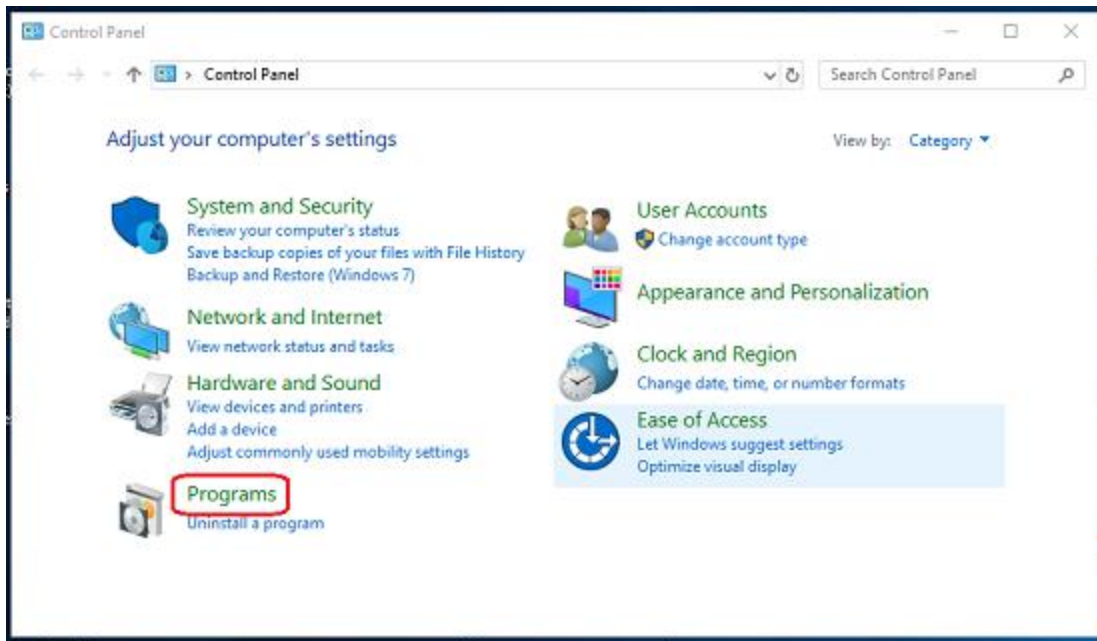 Control Panel
Control Panel
Search Control Panel
Adjust your computer's settings
View by: Category
System and Security
Review your computer's status
Save backup copies of your files with File History
Backup and Restore (Windows 7)
Network and Internet
View network status and tasks
Hardware and Sound
View devices and printers
Add a device
Adjust commonly used mobility settings
Programs
Uninstall a program
User Accounts
Change account type
Appearance and Personalization
Clock and Region
Change date, time, or number formats
Ease of Access
Let Windows suggest settings
Optimize visual display